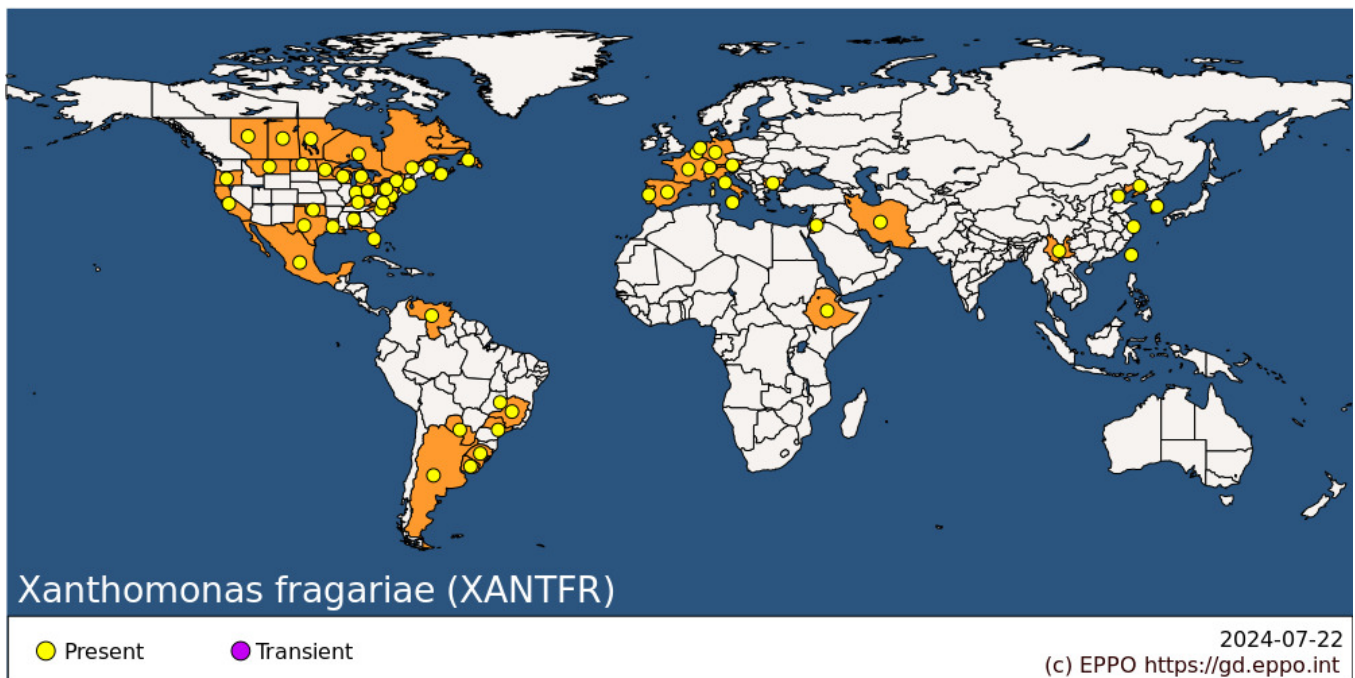 Xanthomonas fragariae (XANTFR)
Present
Transient
2024-07-22
(c) EPPO https://gd.eppo.int